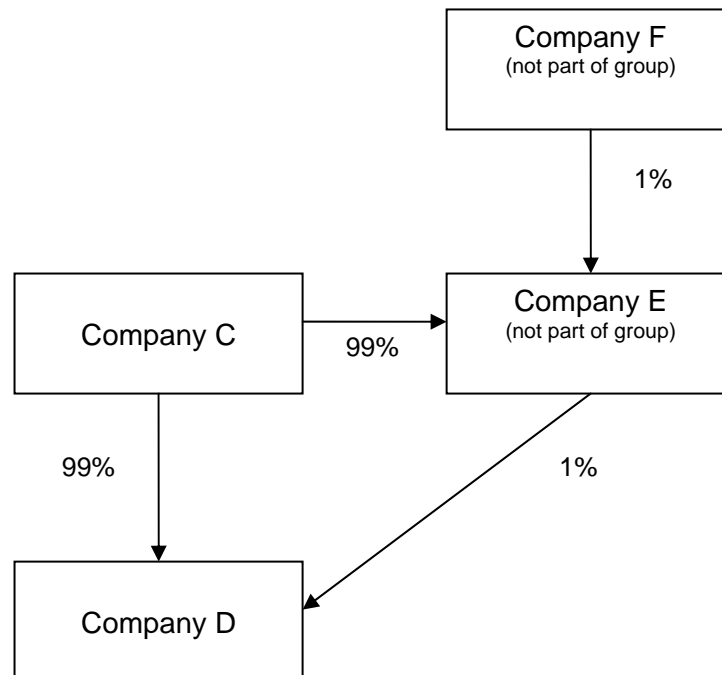 Company F
(not part of group)
1%
Company E
(not part of group)
Company C
99%
99%
1%
Company D